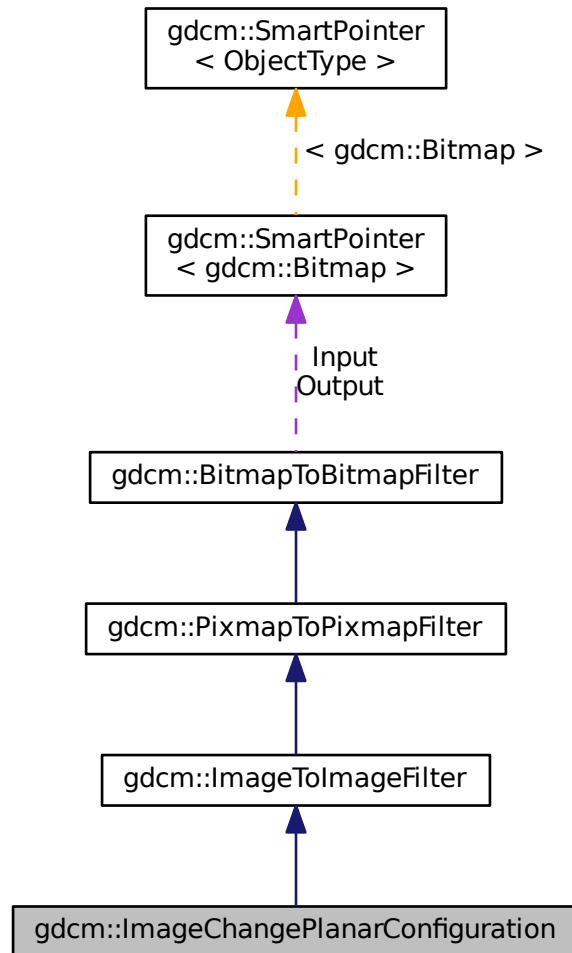 gdcm::SmartPointer
< ObjectType >
< gdcm::Bitmap >
gdcm::SmartPointer
< gdcm::Bitmap >
Input
Output
gdcm::BitmapToBitmapFilter
gdcm::PixmapToPixmapFilter
gdcm::ImageToImageFilter
gdcm::ImageChangePlanarConfiguration